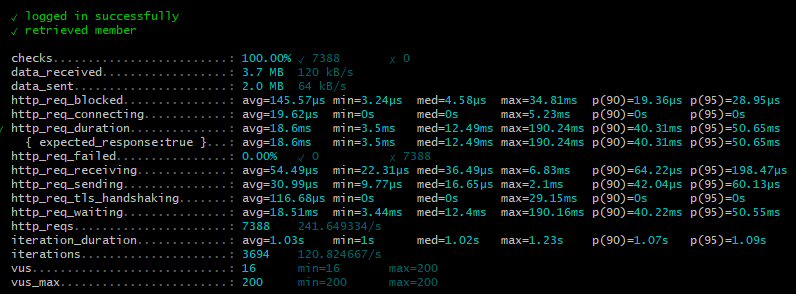 ✓ logged in successfully
✓ retrieved member
checks.........................: 100.00% ✓ 7388 ✗ 0
data_received..................: 3.7 MB 120 kB/s
data_sent......................: 2.0 MB 64 kB/s
http_req_blocked...............: avg=145.57µs min=3.24µs med=4.58µs max=34.81ms p(90)=19.36µs p(95)=28.95µs
http_req_connecting............: avg=19.62µs min=0s med=0s max=5.23ms p(90)=0s p(95)=0s
✓ http_req_duration..............: avg=18.6ms min=3.5ms med=12.49ms max=190.24ms p(90)=40.31ms p(95)=50.65ms
{ expected_response:true }...: avg=18.6ms min=3.5ms med=12.49ms max=190.24ms p(90)=40.31ms p(95)=50.65ms
http_req_failed................: 0.00% ✓ 0 ✗ 7388
http_req_receiving.............: avg=54.49µs min=22.31µs med=36.49µs max=6.83ms p(90)=64.22µs p(95)=198.47µs
http_req_sending...............: avg=30.99µs min=9.77µs med=16.65µs max=2.1ms p(90)=42.04µs p(95)=60.13µs
http_req_tls_handshaking.......: avg=116.68µs min=0s med=0s max=29.15ms p(90)=0s p(95)=0s
http_req_waiting...............: avg=18.51ms min=3.44ms med=12.4ms max=190.16ms p(90)=40.22ms p(95)=50.55ms
http_reqs......................: 7388 241.649334/s
iteration_duration.............: avg=1.03s min=1s med=1.02s max=1.23s p(90)=1.07s p(95)=1.09s
iterations.....................: 3694 120.824667/s
vus............................: 16 min=16 max=200
vus_max........................: 200 min=200 max=200